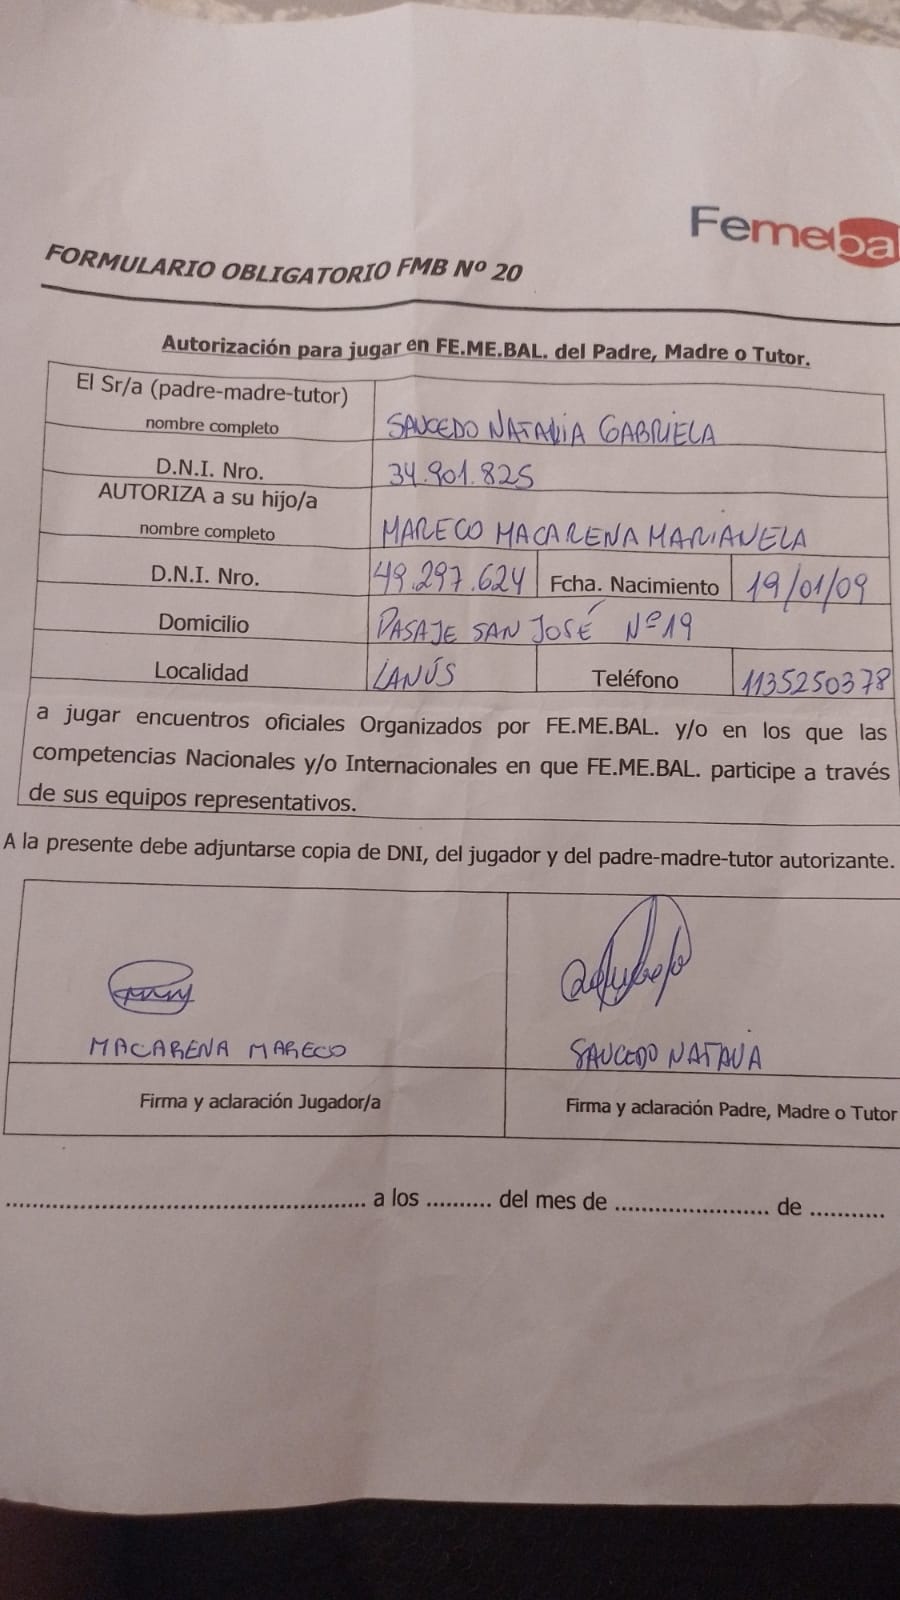 Femebal
FORMULARIO OBLIGATORIO FMB Nº 20
Autorización para jugar en FE.ME.BAL. del Padre, Madre o Tutor.
El Sr/a (padre-madre-tutor)
nombre completo SAUCEDO NATALIA GABRIELA
D.N.I. Nro. 34.901.825
AUTORIZA a su hijo/a
nombre completo MARECO MACARENA MARIANELA
D.N.I. Nro. 49.297.624 Fcha. Nacimiento 19/01/09
Domicilio PASAJE SAN JOSÉ Nº 19
Localidad LANÚS Teléfono 1135250378
a jugar encuentros oficiales Organizados por FE.ME.BAL. y/o en los que las
competencias Nacionales y/o Internacionales en que FE.ME.BAL. participe a través
de sus equipos representativos.
A la presente debe adjuntarse copia de DNI, del jugador y del padre-madre-tutor autorizante.
MACARENA MARECO SAUCEDO NATALIA
Firma y aclaración Jugador/a Firma y aclaración Padre, Madre o Tutor
...................................................... a los .......... del mes de ....................... de ...........